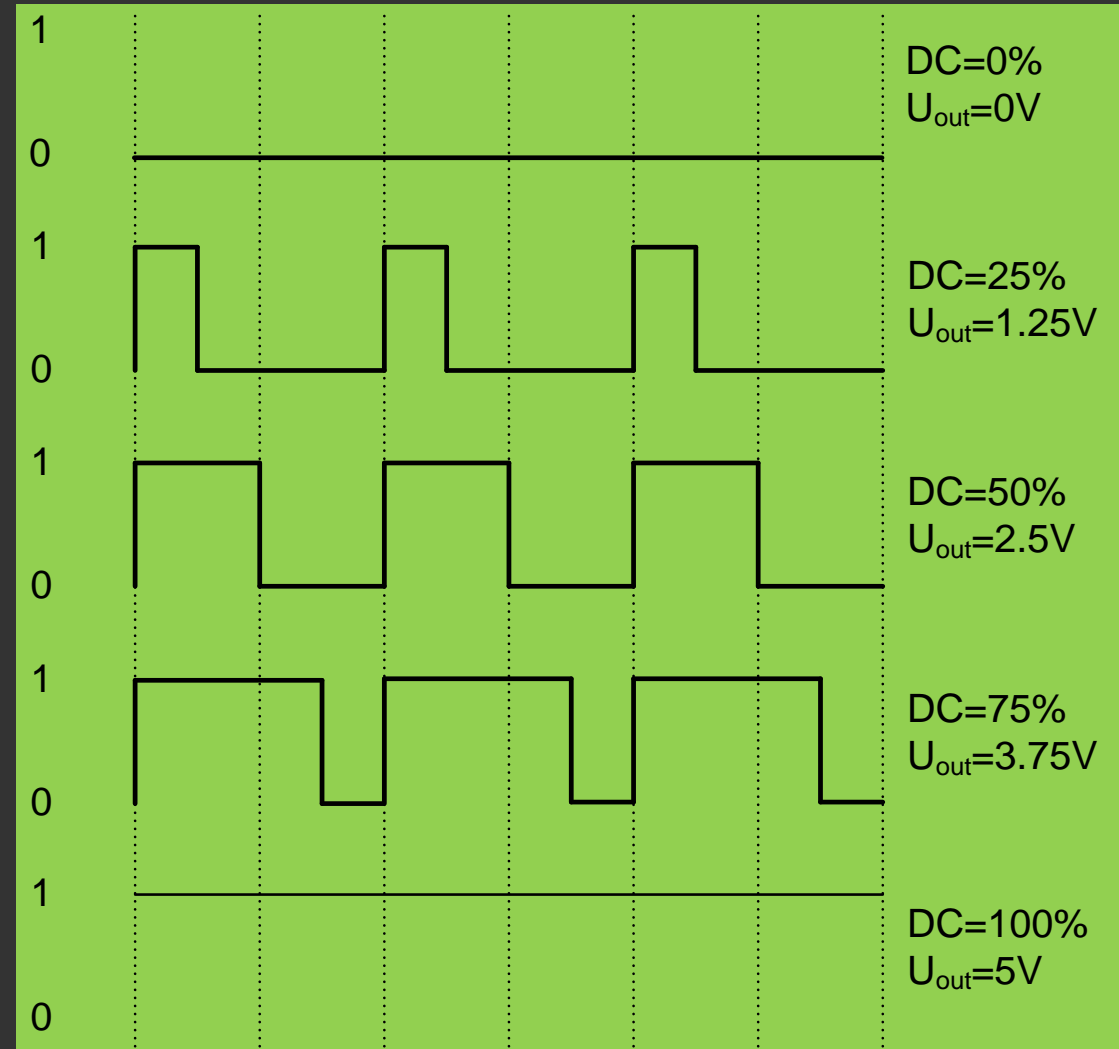 1
DC=0%
Uout=0V
0
1
DC=25%
Uout=1.25V
0
1
DC=50%
Uout=2.5V
0
1
DC=75%
Uout=3.75V
0
1
DC=100%
Uout=5V
0